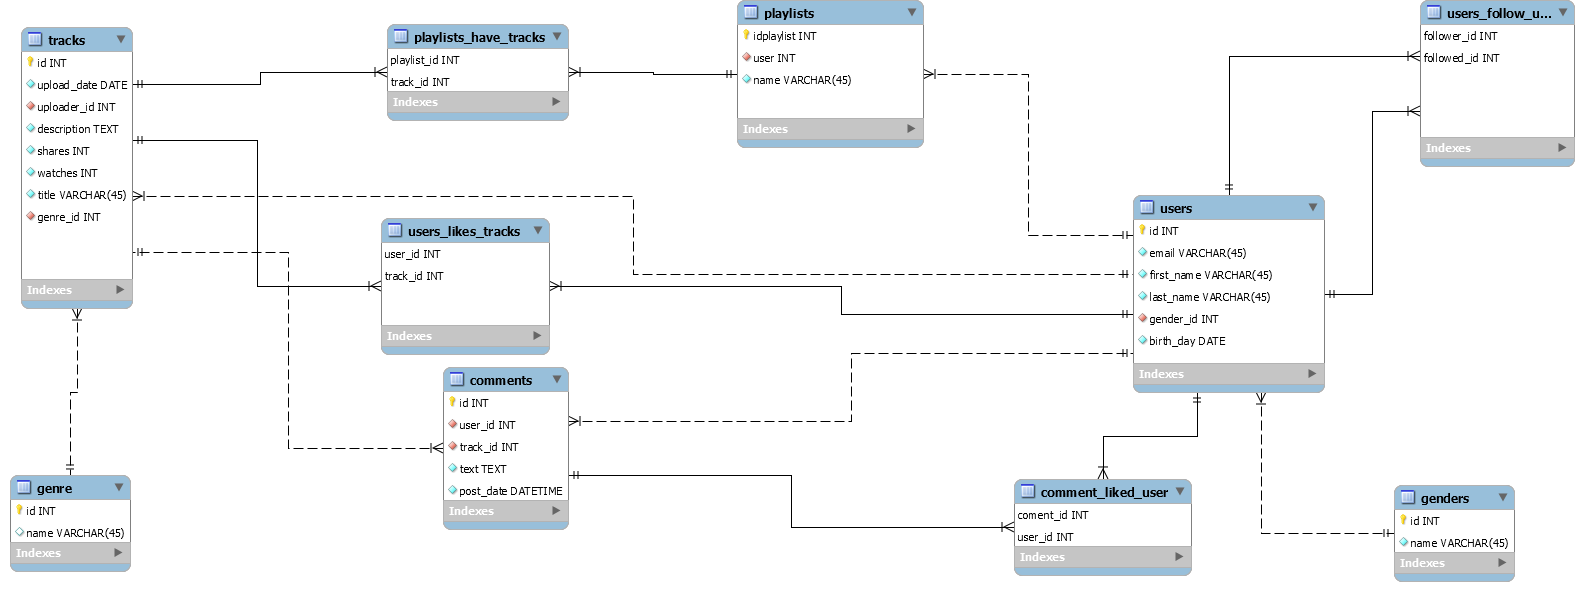 tracks
id INT
upload_date DATE
uploader_id INT
description TEXT
shares INT
watches INT
title VARCHAR(45)
genre_id INT
Indexes
playlists_have_tracks
playlist_id INT
track_id INT
Indexes
playlists
idplaylist INT
user INT
name VARCHAR(45)
Indexes
users_follow_u...
follower_id INT
followed_id INT
Indexes
users_likes_tracks
user_id INT
track_id INT
Indexes
users
id INT
email VARCHAR(45)
first_name VARCHAR(45)
last_name VARCHAR(45)
gender_id INT
birth_day DATE
Indexes
comments
id INT
user_id INT
track_id INT
text TEXT
post_date DATETIME
Indexes
genre
id INT
name VARCHAR(45)
Indexes
comment_liked_user
coment_id INT
user_id INT
Indexes
genders
id INT
name VARCHAR(45)
Indexes